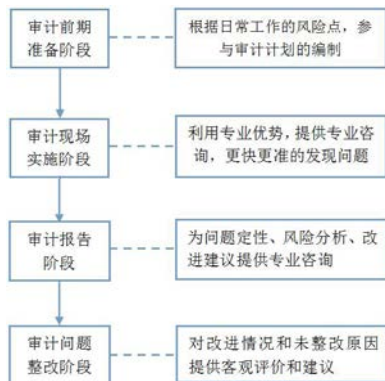 审计前期
准备阶段
根据日常工作的风险点，参
与审计计划的编制
审计现场
实施阶段
利用专业优势，提供专业咨
询，更快更准的发现问题
审计报告
阶段
为问题定性、风险分析、改
进建议提供专业咨询
审计问题
整改阶段
对改进情况和未整改原因
提供客观评价和建议